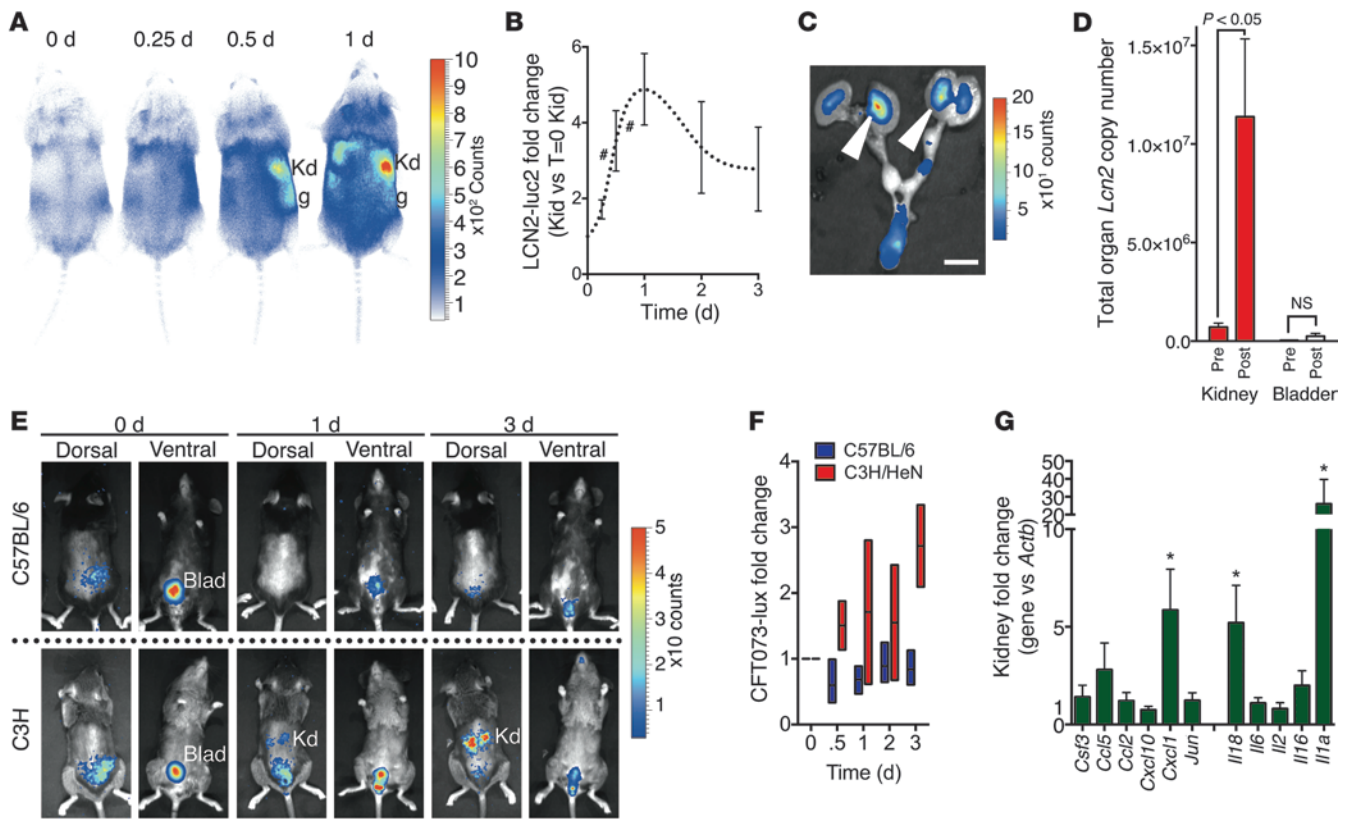 A
0 d
0.25 d
0.5 d
1 d
Kd
g
Kd
g
10
9
8
7
6
5
4
3
2
1
x10² Counts
B
LCN2-luc2 fold change
(Kid vs T=0 Kid)
6
4
2
0
#
#
0
1
2
3
Time (d)
C
20
15
10
5
x10¹ counts
D
P < 0.05
1.5×10⁷
5.0×10⁶
0.0
Total organ Lcn2 copy number
NS
Pre
Post
Pre
Post
Kidney
Bladder
E
0 d
1 d
3 d
Dorsal
Ventral
Dorsal
Ventral
Dorsal
Ventral
C57BL/6
Blad
C3H
Blad
Kd
Kd
5
4
3
2
1
x10 counts
F
C57BL/6
C3H/HeN
CFT073-lux fold change
4
3
2
1
0
0
.5
1
2
3
Time (d)
G
Kidney fold change
(gene vs Actb)
50
40
30
20
10
5
1
0
*
*
*
Csf3
Ccl5
Ccl2
Cxcl10
Cxcl1
Jun
Il18
Il6
Il2
Il16
Il1a